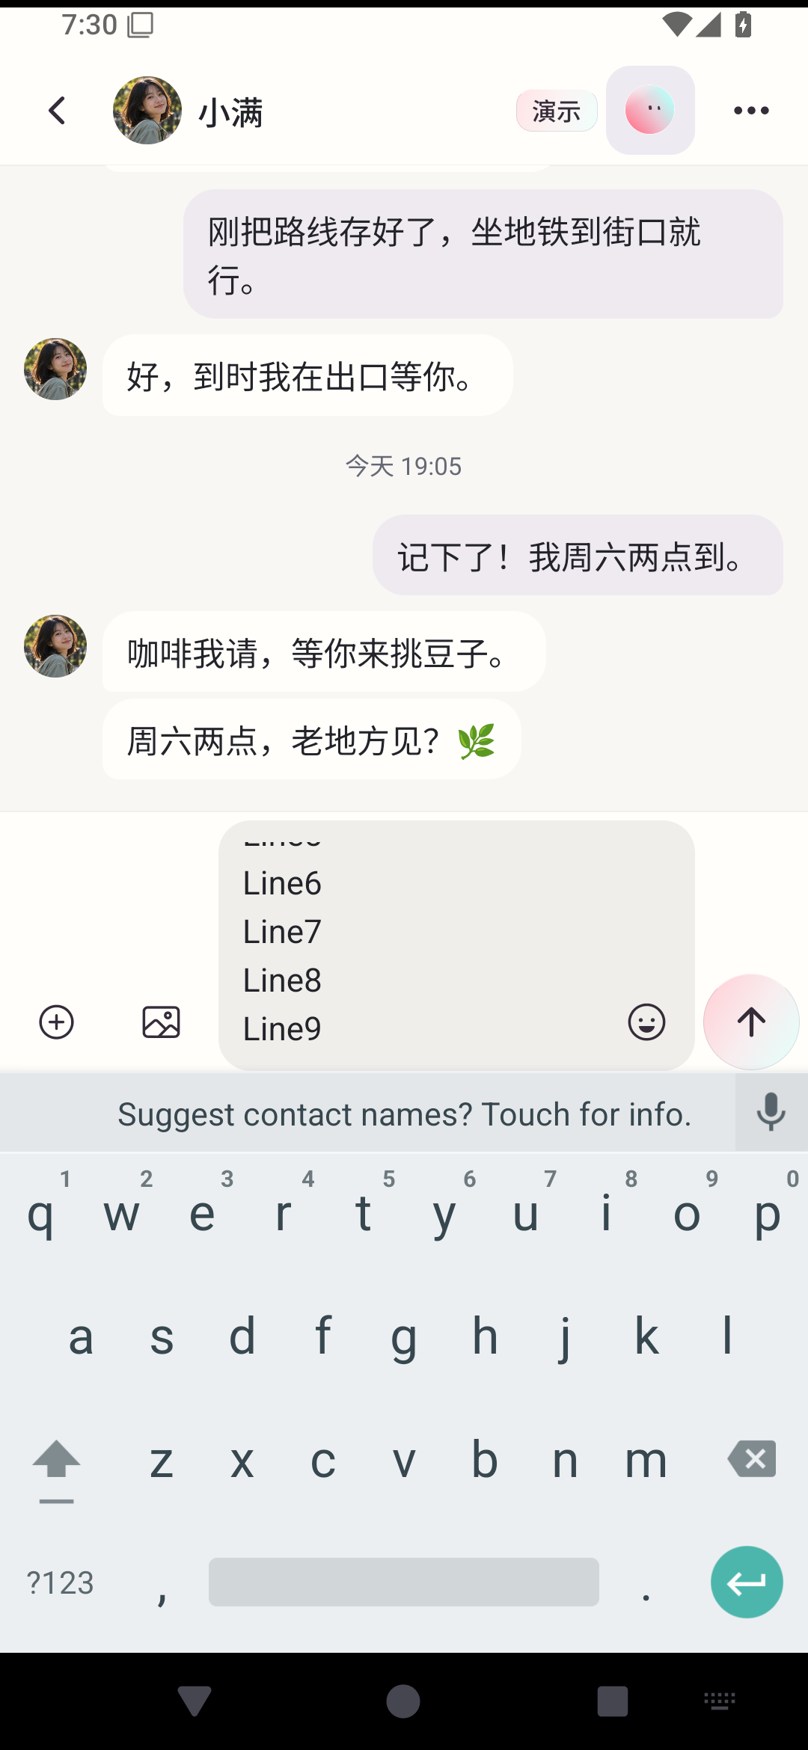 7:30
小满
演示
刚把路线存好了，坐地铁到街口就
行。
好，到时我在出口等你。
今天 19:05
记下了！我周六两点到。
咖啡我请，等你来挑豆子。
周六两点，老地方见？🌿
Line6
Line7
Line8
Line9
Suggest contact names? Touch for info.
1 2 3 4 5 6 7 8 9 0
q w e r t y u i o p
a s d f g h j k l
z x c v b n m
?123 , .